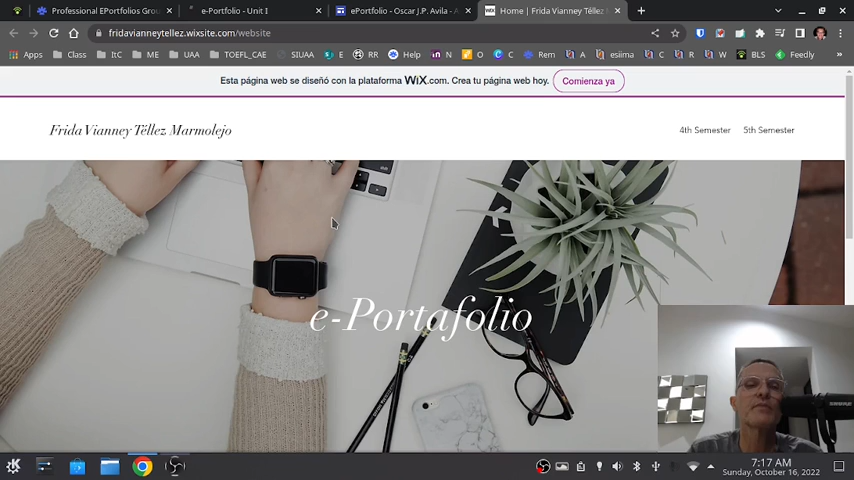 Professional EPortfolios Grou
e-Portfolio - Unit I
ePortfolio - Oscar J.P. Avila - A
WiX Home | Frida Vianney Téllez M
fridavianneytellez.wixsite.com/website
Apps Class ItC ME UAA TOEFL_CAE SIUAA E RR Help N O C Rem A esiima C R W BLS Feedly
Esta página web se diseñó con la plataforma WiX.com. Crea tu página web hoy. Comienza ya
Frida Vianney Téllez Marmolejo
4th Semester 5th Semester
e-Portafolio
7:17 AM
Sunday, October 16, 2022